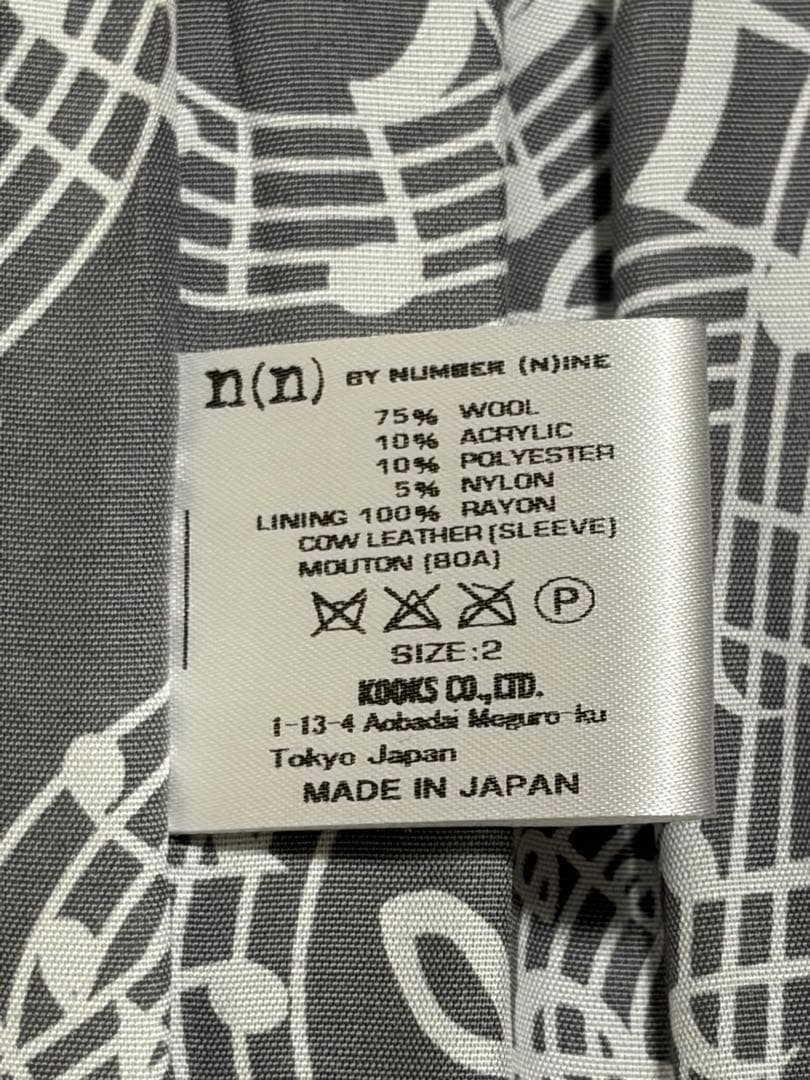 n(n) BY NUMBER (N)INE
75% WOOL
10% ACRYLIC
10% POLYESTER
5% NYLON
LINING 100% RAYON
COW LEATHER [SLEEVE]
MOUTON [BOA]
P
SIZE:2
KOOKS CO.,LTD.
1-13-4 Aobadai Meguro-ku
Tokyo Japan
MADE IN JAPAN